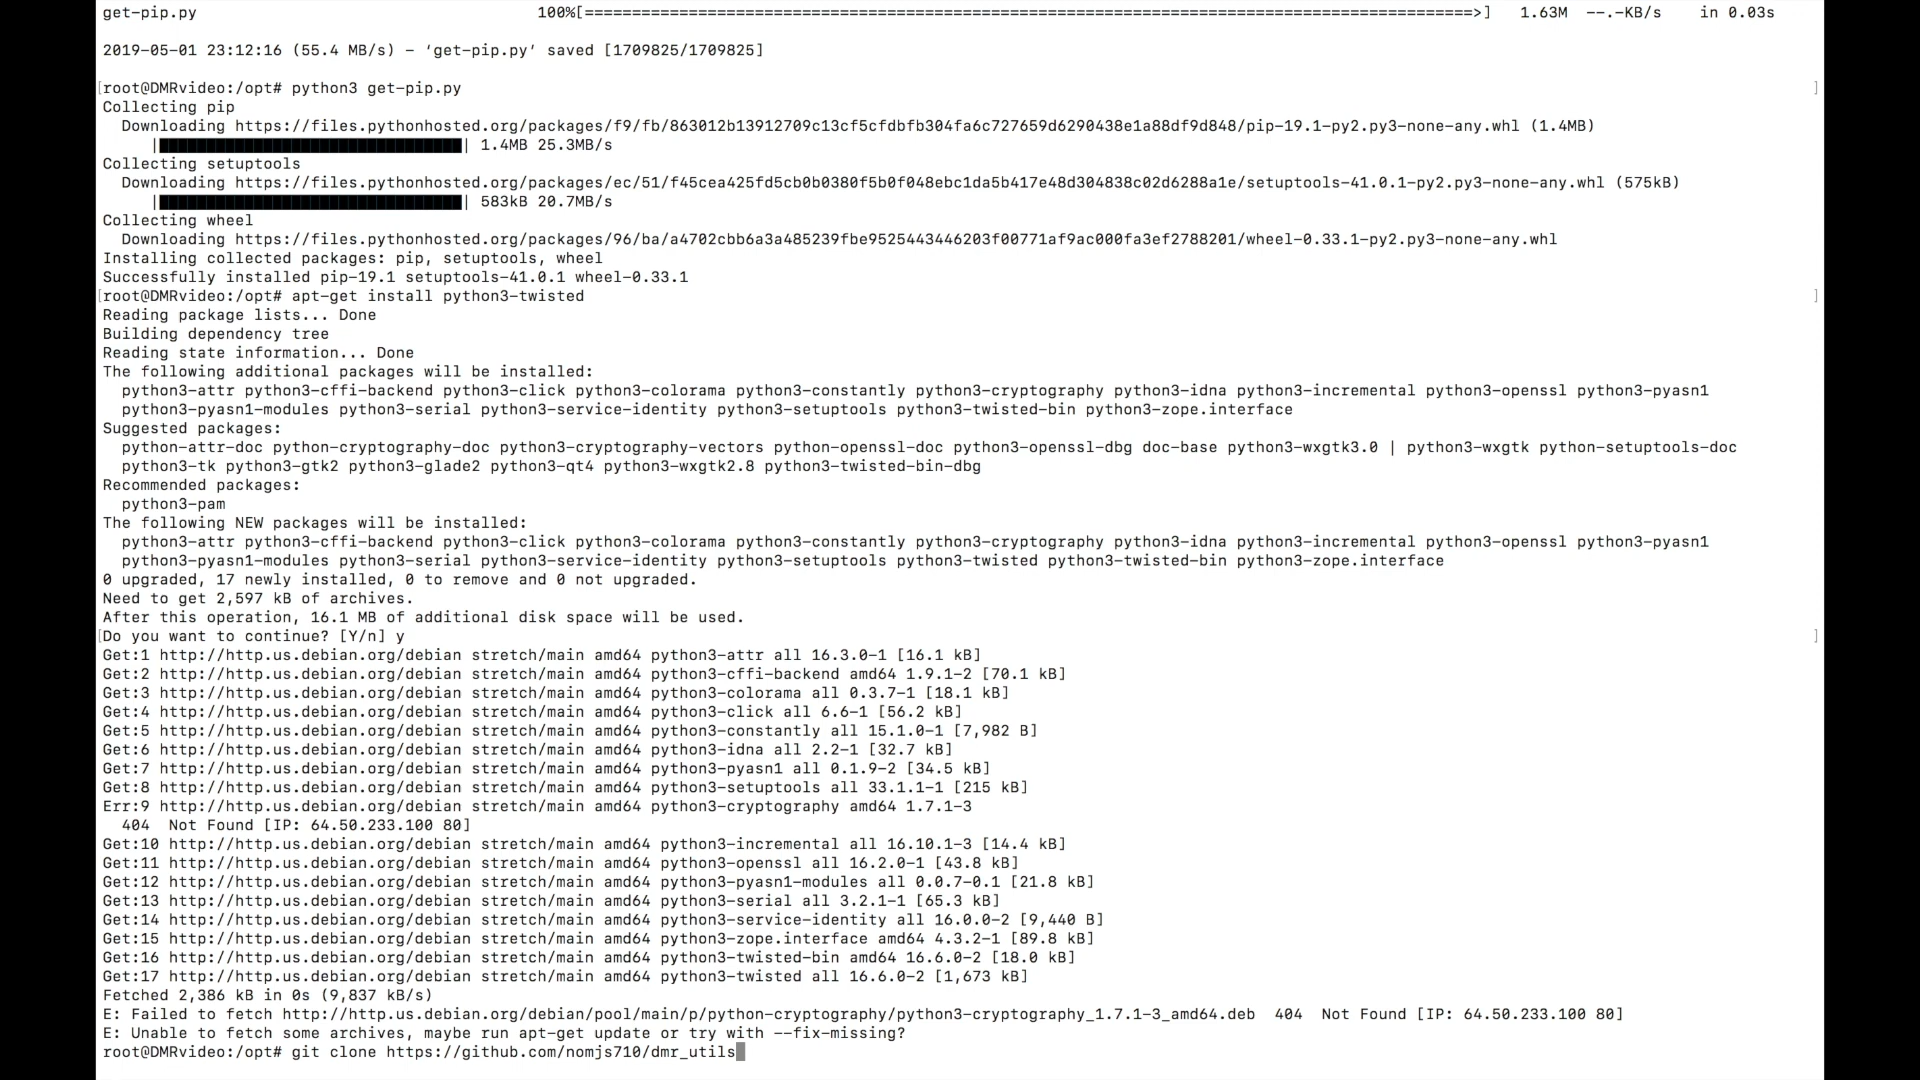 get-pip.py 100%[==============================================================================================>] 1.63M --.-KB/s in 0.03s
2019-05-01 23:12:16 (55.4 MB/s) - ‘get-pip.py’ saved [1709825/1709825]
[root@DMRvideo:/opt# python3 get-pip.py ]
Collecting pip
Downloading https://files.pythonhosted.org/packages/f9/fb/863012b13912709c13cf5cfdbfb304fa6c727659d6290438e1a88df9d848/pip-19.1-py2.py3-none-any.whl (1.4MB)
|████████████████████████████████| 1.4MB 25.3MB/s
Collecting setuptools
Downloading https://files.pythonhosted.org/packages/ec/51/f45cea425fd5cb0b0380f5b0f048ebc1da5b417e48d304838c02d6288a1e/setuptools-41.0.1-py2.py3-none-any.whl (575kB)
|████████████████████████████████| 583kB 20.7MB/s
Collecting wheel
Downloading https://files.pythonhosted.org/packages/96/ba/a4702cbb6a3a485239fbe9525443446203f00771af9ac000fa3ef2788201/wheel-0.33.1-py2.py3-none-any.whl
Installing collected packages: pip, setuptools, wheel
Successfully installed pip-19.1 setuptools-41.0.1 wheel-0.33.1
[root@DMRvideo:/opt# apt-get install python3-twisted ]
Reading package lists... Done
Building dependency tree
Reading state information... Done
The following additional packages will be installed:
python3-attr python3-cffi-backend python3-click python3-colorama python3-constantly python3-cryptography python3-idna python3-incremental python3-openssl python3-pyasn1
python3-pyasn1-modules python3-serial python3-service-identity python3-setuptools python3-twisted-bin python3-zope.interface
Suggested packages:
python-attr-doc python-cryptography-doc python3-cryptography-vectors python-openssl-doc python3-openssl-dbg doc-base python3-wxgtk3.0 | python3-wxgtk python-setuptools-doc
python3-tk python3-gtk2 python3-glade2 python3-qt4 python3-wxgtk2.8 python3-twisted-bin-dbg
Recommended packages:
python3-pam
The following NEW packages will be installed:
python3-attr python3-cffi-backend python3-click python3-colorama python3-constantly python3-cryptography python3-idna python3-incremental python3-openssl python3-pyasn1
python3-pyasn1-modules python3-serial python3-service-identity python3-setuptools python3-twisted python3-twisted-bin python3-zope.interface
0 upgraded, 17 newly installed, 0 to remove and 0 not upgraded.
Need to get 2,597 kB of archives.
After this operation, 16.1 MB of additional disk space will be used.
[Do you want to continue? [Y/n] y ]
Get:1 http://http.us.debian.org/debian stretch/main amd64 python3-attr all 16.3.0-1 [16.1 kB]
Get:2 http://http.us.debian.org/debian stretch/main amd64 python3-cffi-backend amd64 1.9.1-2 [70.1 kB]
Get:3 http://http.us.debian.org/debian stretch/main amd64 python3-colorama all 0.3.7-1 [18.1 kB]
Get:4 http://http.us.debian.org/debian stretch/main amd64 python3-click all 6.6-1 [56.2 kB]
Get:5 http://http.us.debian.org/debian stretch/main amd64 python3-constantly all 15.1.0-1 [7,982 B]
Get:6 http://http.us.debian.org/debian stretch/main amd64 python3-idna all 2.2-1 [32.7 kB]
Get:7 http://http.us.debian.org/debian stretch/main amd64 python3-pyasn1 all 0.1.9-2 [34.5 kB]
Get:8 http://http.us.debian.org/debian stretch/main amd64 python3-setuptools all 33.1.1-1 [215 kB]
Err:9 http://http.us.debian.org/debian stretch/main amd64 python3-cryptography amd64 1.7.1-3
404 Not Found [IP: 64.50.233.100 80]
Get:10 http://http.us.debian.org/debian stretch/main amd64 python3-incremental all 16.10.1-3 [14.4 kB]
Get:11 http://http.us.debian.org/debian stretch/main amd64 python3-openssl all 16.2.0-1 [43.8 kB]
Get:12 http://http.us.debian.org/debian stretch/main amd64 python3-pyasn1-modules all 0.0.7-0.1 [21.8 kB]
Get:13 http://http.us.debian.org/debian stretch/main amd64 python3-serial all 3.2.1-1 [65.3 kB]
Get:14 http://http.us.debian.org/debian stretch/main amd64 python3-service-identity all 16.0.0-2 [9,440 B]
Get:15 http://http.us.debian.org/debian stretch/main amd64 python3-zope.interface amd64 4.3.2-1 [89.8 kB]
Get:16 http://http.us.debian.org/debian stretch/main amd64 python3-twisted-bin amd64 16.6.0-2 [18.0 kB]
Get:17 http://http.us.debian.org/debian stretch/main amd64 python3-twisted all 16.6.0-2 [1,673 kB]
Fetched 2,386 kB in 0s (9,837 kB/s)
E: Failed to fetch http://http.us.debian.org/debian/pool/main/p/python-cryptography/python3-cryptography_1.7.1-3_amd64.deb 404 Not Found [IP: 64.50.233.100 80]
E: Unable to fetch some archives, maybe run apt-get update or try with --fix-missing?
root@DMRvideo:/opt# git clone https://github.com/nomjs710/dmr_utils